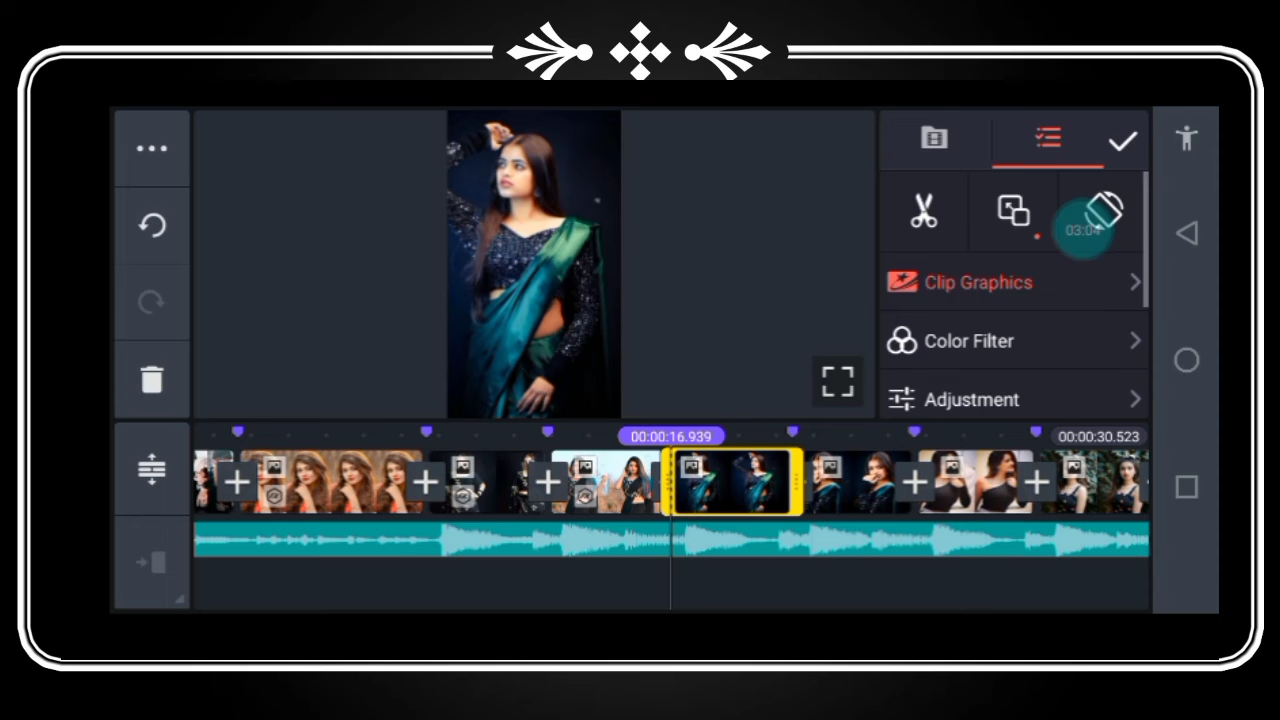 03:04
Clip Graphics
Color Filter
Adjustment
00:00:16.939
00:00:30.523